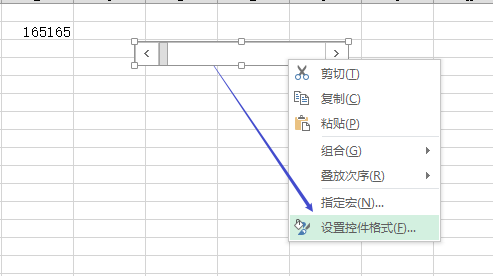 165165
剪切(T)
复制(C)
粘贴(P)
组合(G)
叠放次序(R)
指定宏(N)...
设置控件格式(F)...